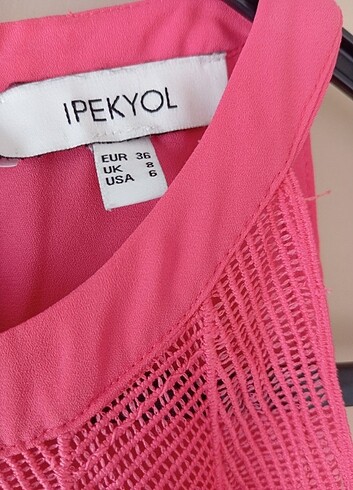 IPEKYOL
EUR 36
UK 8
USA 6